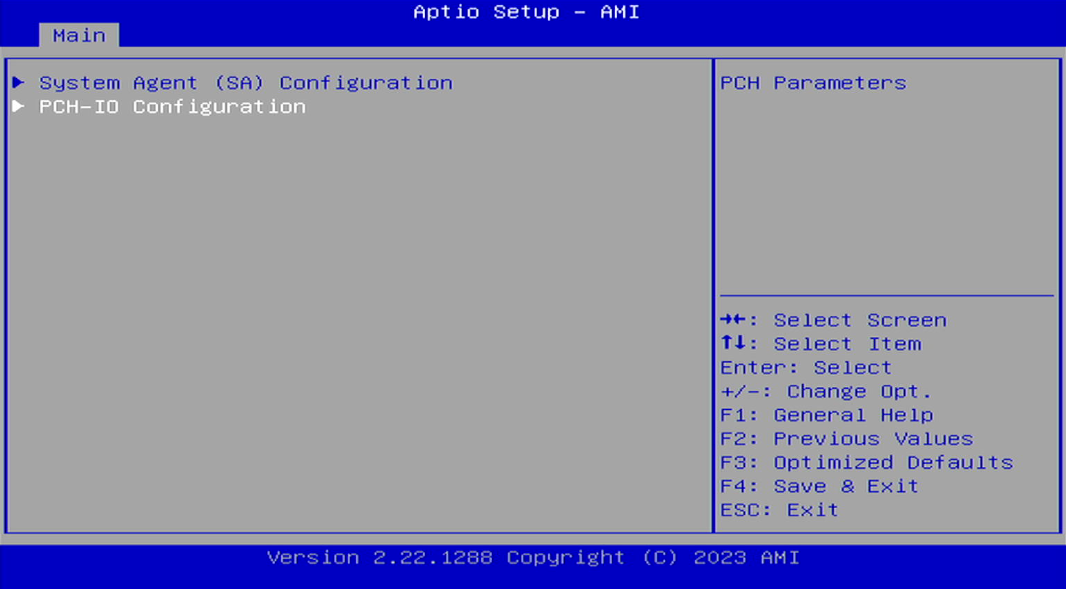 Aptio Setup – AMI
Main
▶ System Agent (SA) Configuration
▶ PCH-IO Configuration
PCH Parameters
→←: Select Screen
↑↓: Select Item
Enter: Select
+/-: Change Opt.
F1: General Help
F2: Previous Values
F3: Optimized Defaults
F4: Save & Exit
ESC: Exit
Version 2.22.1288 Copyright (C) 2023 AMI